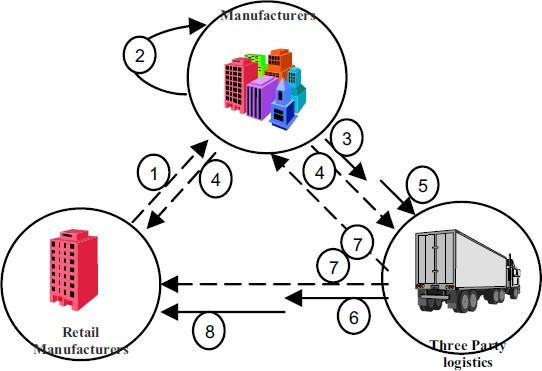 Manufacturers
2
3
1
4
4
5
7
7
6
8
Retail
Manufacturers
Three Party
logistics